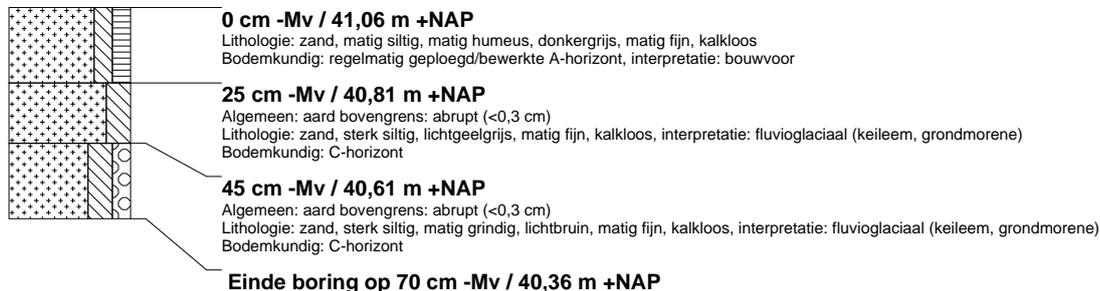 0 cm -Mv / 41,06 m +NAP
Lithologie: zand, matig siltig, matig humeus, donkergrijs, matig fijn, kalkloos
Bodemkundig: regelmatig geploegd/bewerkte A-horizont, interpretatie: bouwvoor
25 cm -Mv / 40,81 m +NAP
Algemeen: aard bovengrens: abrupt (<0,3 cm)
Lithologie: zand, sterk siltig, lichtgeelgrijs, matig fijn, kalkloos, interpretatie: fluvioglaciaal (keileem, grondmorene)
Bodemkundig: C-horizont
45 cm -Mv / 40,61 m +NAP
Algemeen: aard bovengrens: abrupt (<0,3 cm)
Lithologie: zand, sterk siltig, matig grindig, lichtbruin, matig fijn, kalkloos, interpretatie: fluvioglaciaal (keileem, grondmorene)
Bodemkundig: C-horizont
Einde boring op 70 cm -Mv / 40,36 m +NAP